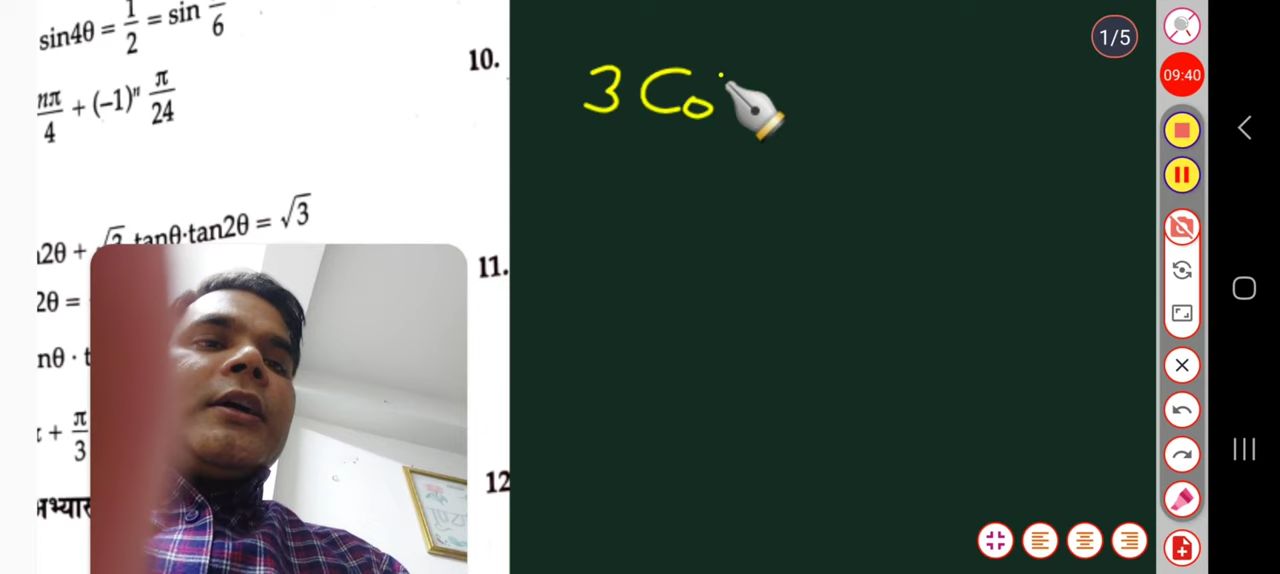 sin4θ = 1/2 = sin /6
nπ/4 + (–1)ⁿ π/24
2θ + √3 tanθ·tan2θ = √3
2θ =
nθ ·
+ π/3
10.
3 Co
11.
12
1/5
09:40